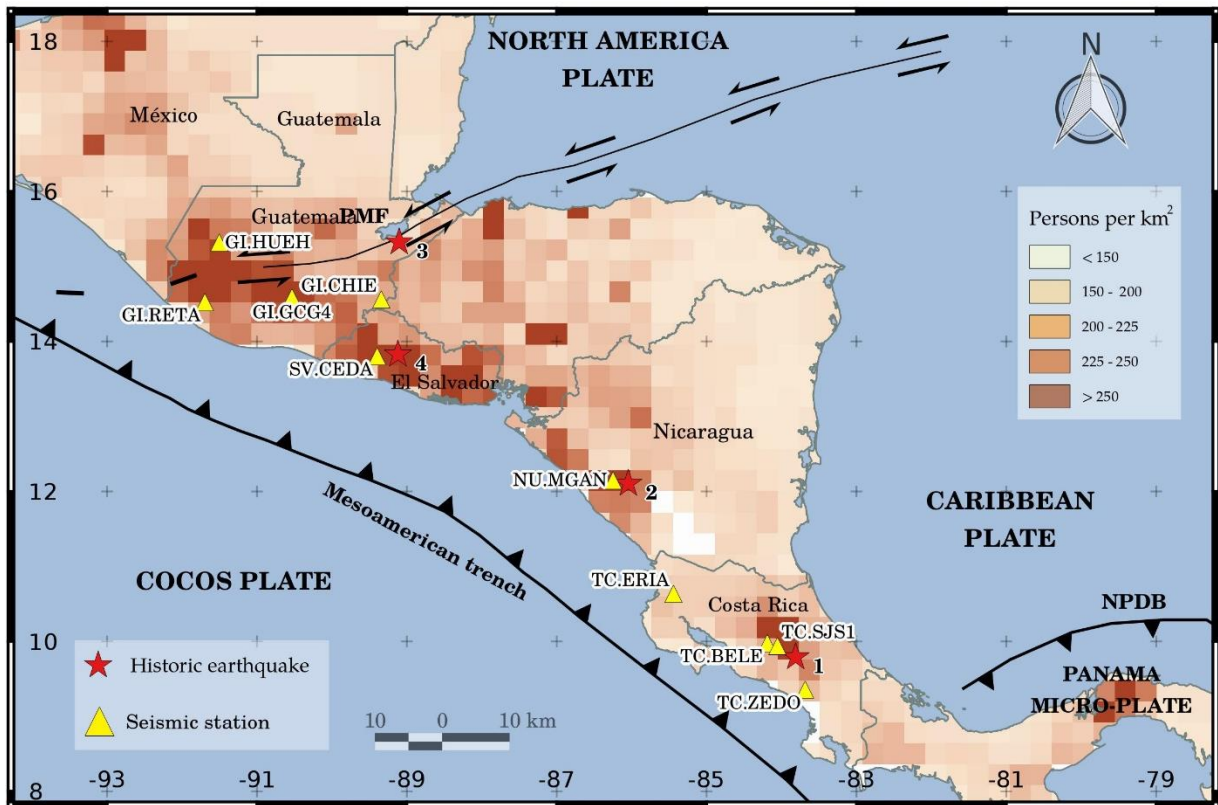 18
NORTH AMERICA
PLATE
N
México
Guatemala
16
Persons per km2
< 150
150 - 200
200 - 225
225 - 250
> 250
Guatemala
PMF
GI.HUEH
3
GI.CHIE
GI.RETA
GI.GCG4
14
SV.CEDA
4
El Salvador
Nicaragua
NU.MGAN
2
12
Mesoamerican trench
CARIBBEAN
PLATE
COCOS PLATE
TC.ERIA
Costa Rica
NPDB
10
TC.SJS1
TC.BELE
1
PANAMA
MICRO-PLATE
TC.ZEDO
Historic earthquake
Seismic station
10 0 10 km
8
-93 -91 -89 -87 -85 -83 -81 -79